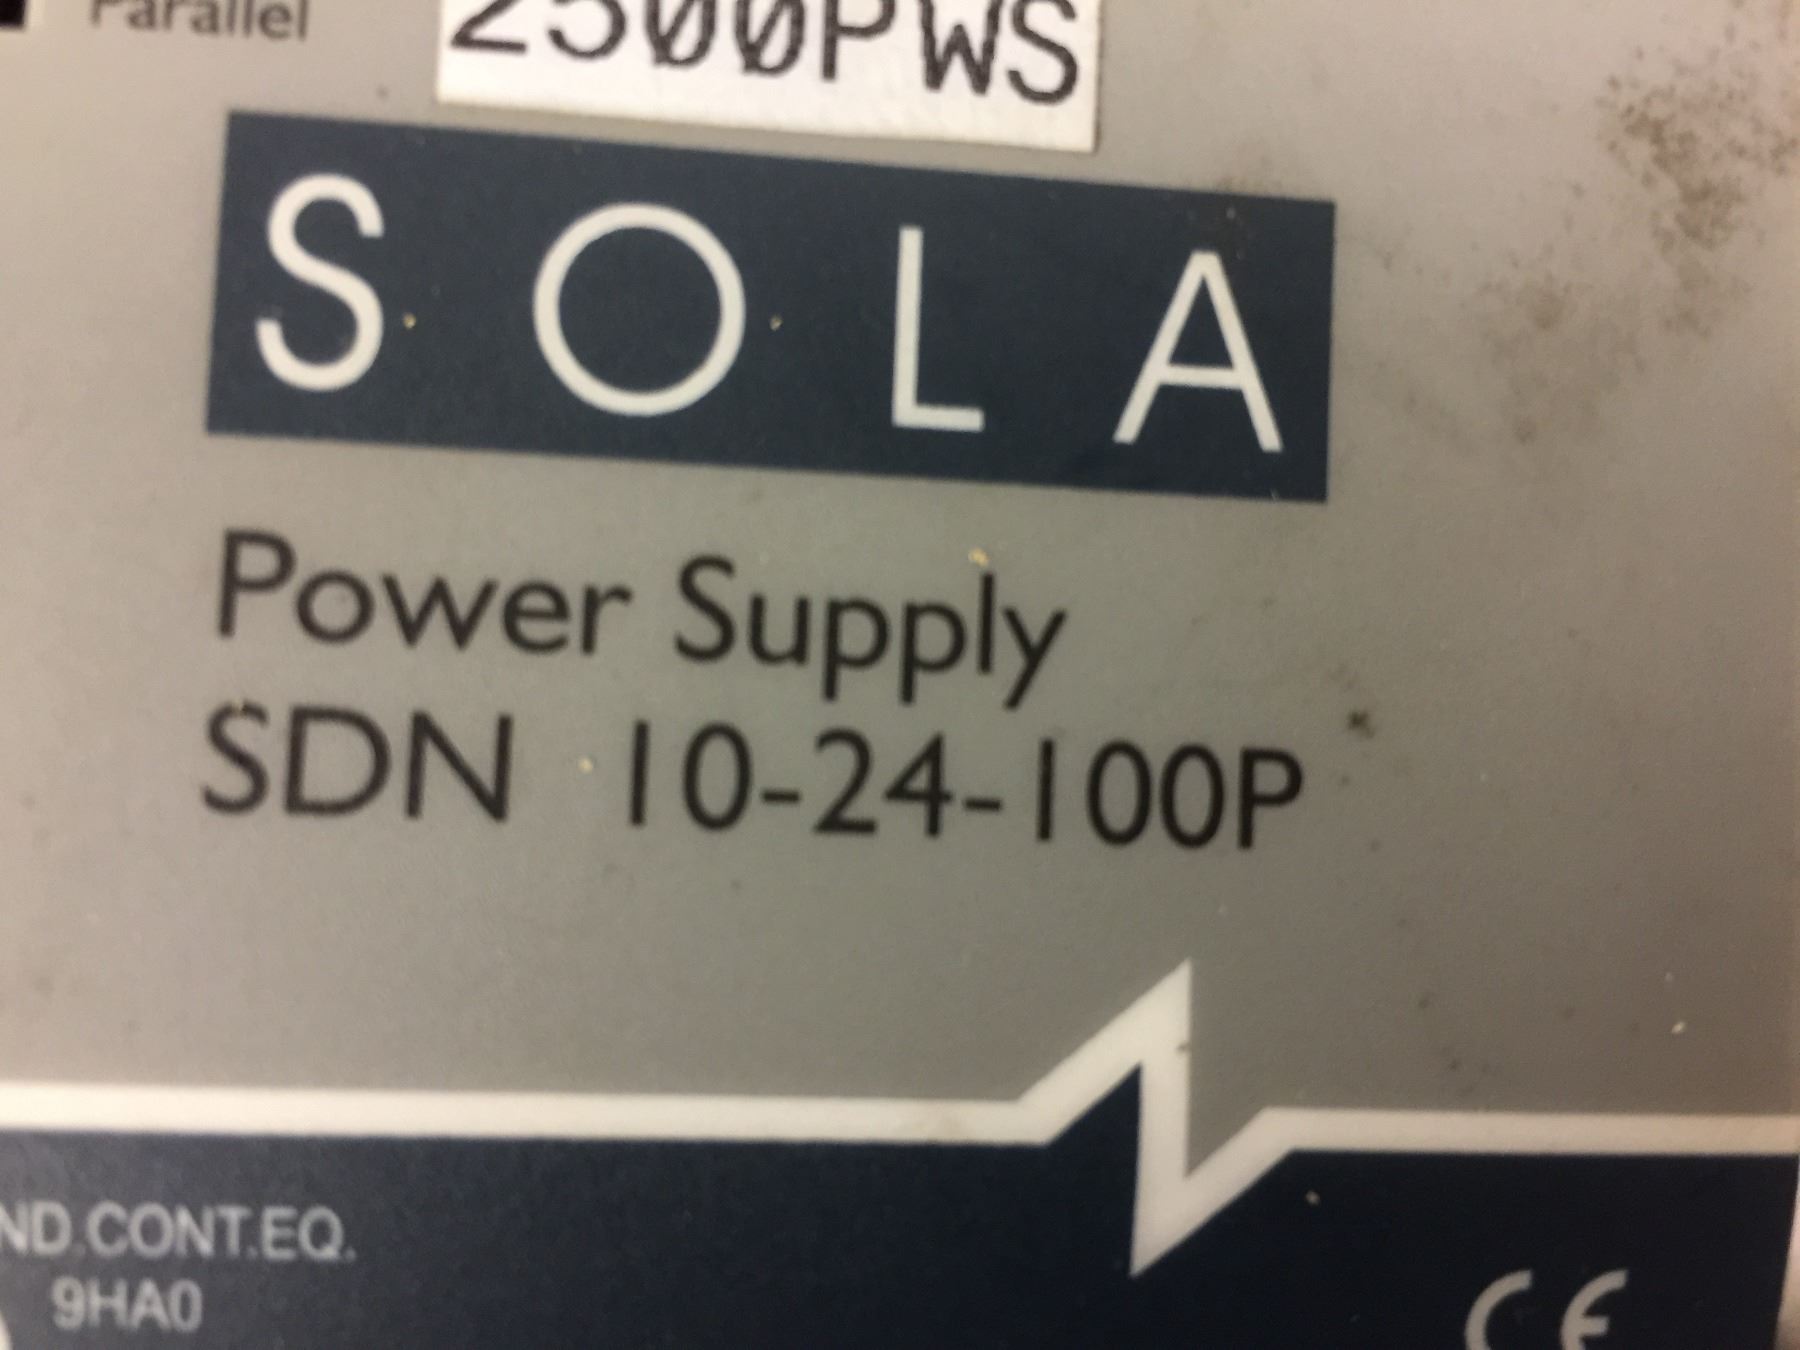 Parallel
2500PWS
SOLA
Power Supply
SDN 10-24-100P
ND.CONT.EQ.
9HA0
CE